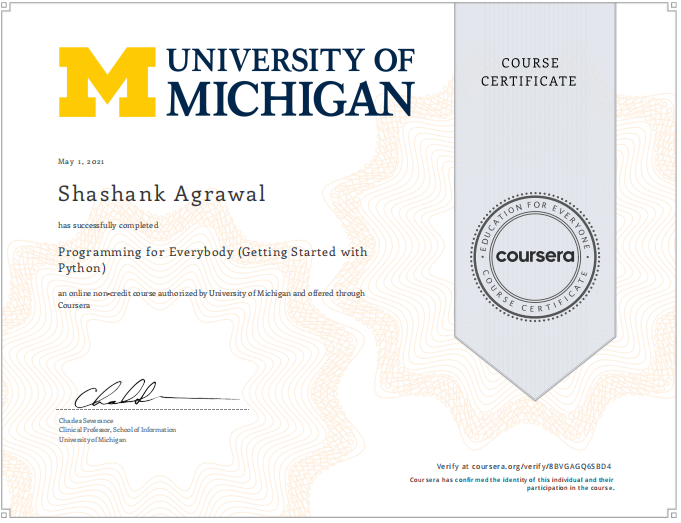 UNIVERSITY OF
MICHIGAN
COURSE
CERTIFICATE
May 1, 2021
Shashank Agrawal
has successfully completed
Programming for Everybody (Getting Started with
Python)
an online non-credit course authorized by University of Michigan and offered through
Coursera
EDUCATION FOR EVERYONE
coursera
COURSE CERTIFICATE
Charles Severance
Clinical Professor, School of Information
University of Michigan
Verify at coursera.org/verify/8BVGAGQ6SBD4
Coursera has confirmed the identity of this individual and their
participation in the course.